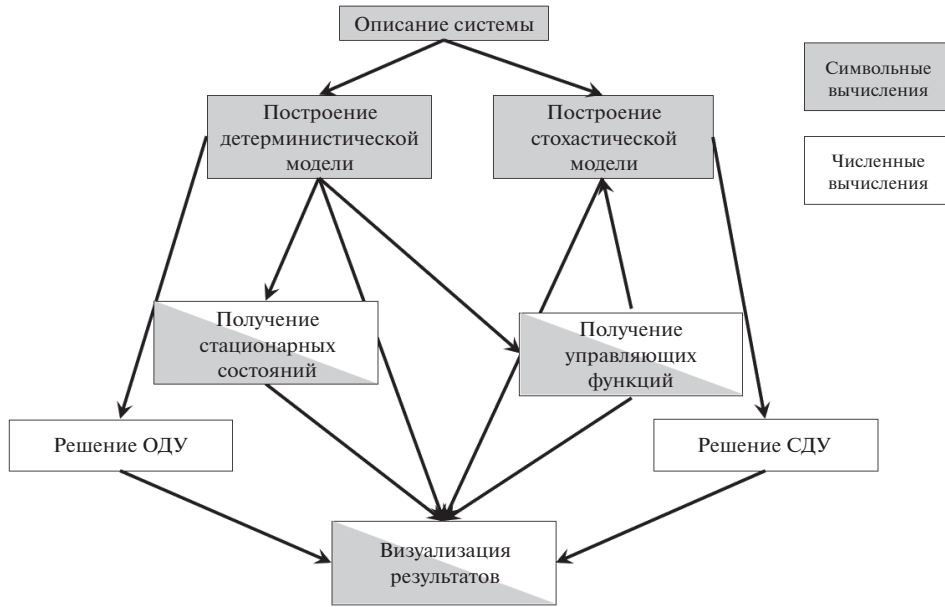 Описание системы
Символьные
вычисления
Построение
детерминистической
модели
Построение
стохастической
модели
Численные
вычисления
Получение
стационарных
состояний
Получение
управляющих
функций
Решение ОДУ
Решение СДУ
Визуализация
результатов